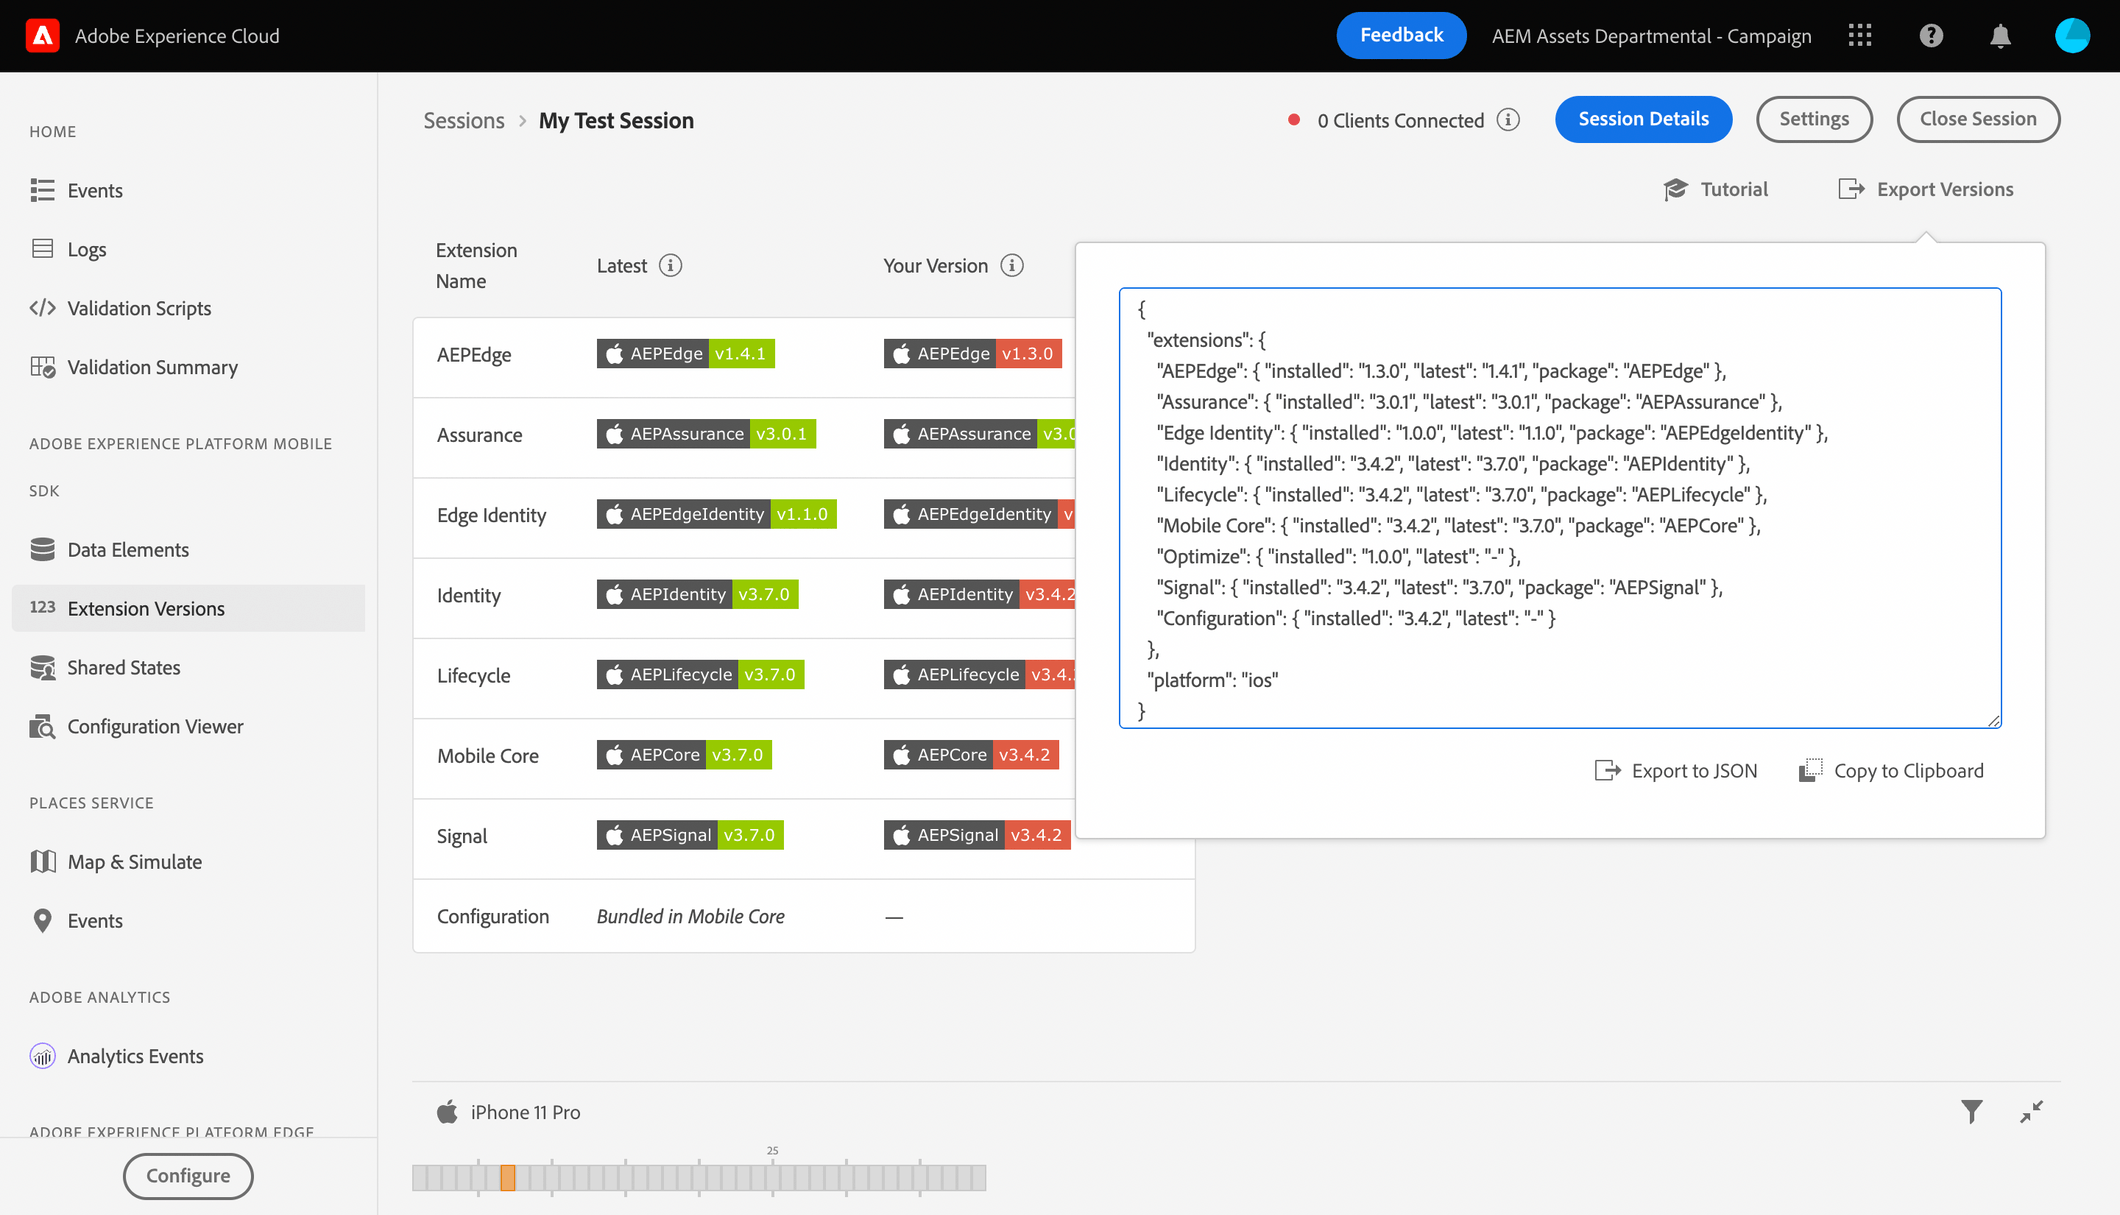 Adobe Experience Cloud
Feedback
AEM Assets Departmental - Campaign
HOME
Events
Logs
Validation Scripts
Validation Summary
ADOBE EXPERIENCE PLATFORM MOBILE
SDK
Data Elements
123 Extension Versions
Shared States
Configuration Viewer
PLACES SERVICE
Map & Simulate
Events
ADOBE ANALYTICS
Analytics Events
ADOBE EXPERIENCE PLATFORM EDGE
Configure
Sessions > My Test Session
0 Clients Connected
Session Details
Settings
Close Session
Tutorial
Export Versions
Extension
Name
Latest
Your Version
AEPEdge AEPEdge v1.4.1 AEPEdge v1.3.0
Assurance AEPAssurance v3.0.1 AEPAssurance v3.0
Edge Identity AEPEdgeIdentity v1.1.0 AEPEdgeIdentity v
Identity AEPIdentity v3.7.0 AEPIdentity v3.4.2
Lifecycle AEPLifecycle v3.7.0 AEPLifecycle v3.4.
Mobile Core AEPCore v3.7.0 AEPCore v3.4.2
Signal AEPSignal v3.7.0 AEPSignal v3.4.2
Configuration Bundled in Mobile Core —
{
"extensions": {
"AEPEdge": { "installed": "1.3.0", "latest": "1.4.1", "package": "AEPEdge" },
"Assurance": { "installed": "3.0.1", "latest": "3.0.1", "package": "AEPAssurance" },
"Edge Identity": { "installed": "1.0.0", "latest": "1.1.0", "package": "AEPEdgeIdentity" },
"Identity": { "installed": "3.4.2", "latest": "3.7.0", "package": "AEPIdentity" },
"Lifecycle": { "installed": "3.4.2", "latest": "3.7.0", "package": "AEPLifecycle" },
"Mobile Core": { "installed": "3.4.2", "latest": "3.7.0", "package": "AEPCore" },
"Optimize": { "installed": "1.0.0", "latest": "-" },
"Signal": { "installed": "3.4.2", "latest": "3.7.0", "package": "AEPSignal" },
"Configuration": { "installed": "3.4.2", "latest": "-" }
},
"platform": "ios"
}
Export to JSON
Copy to Clipboard
iPhone 11 Pro
25